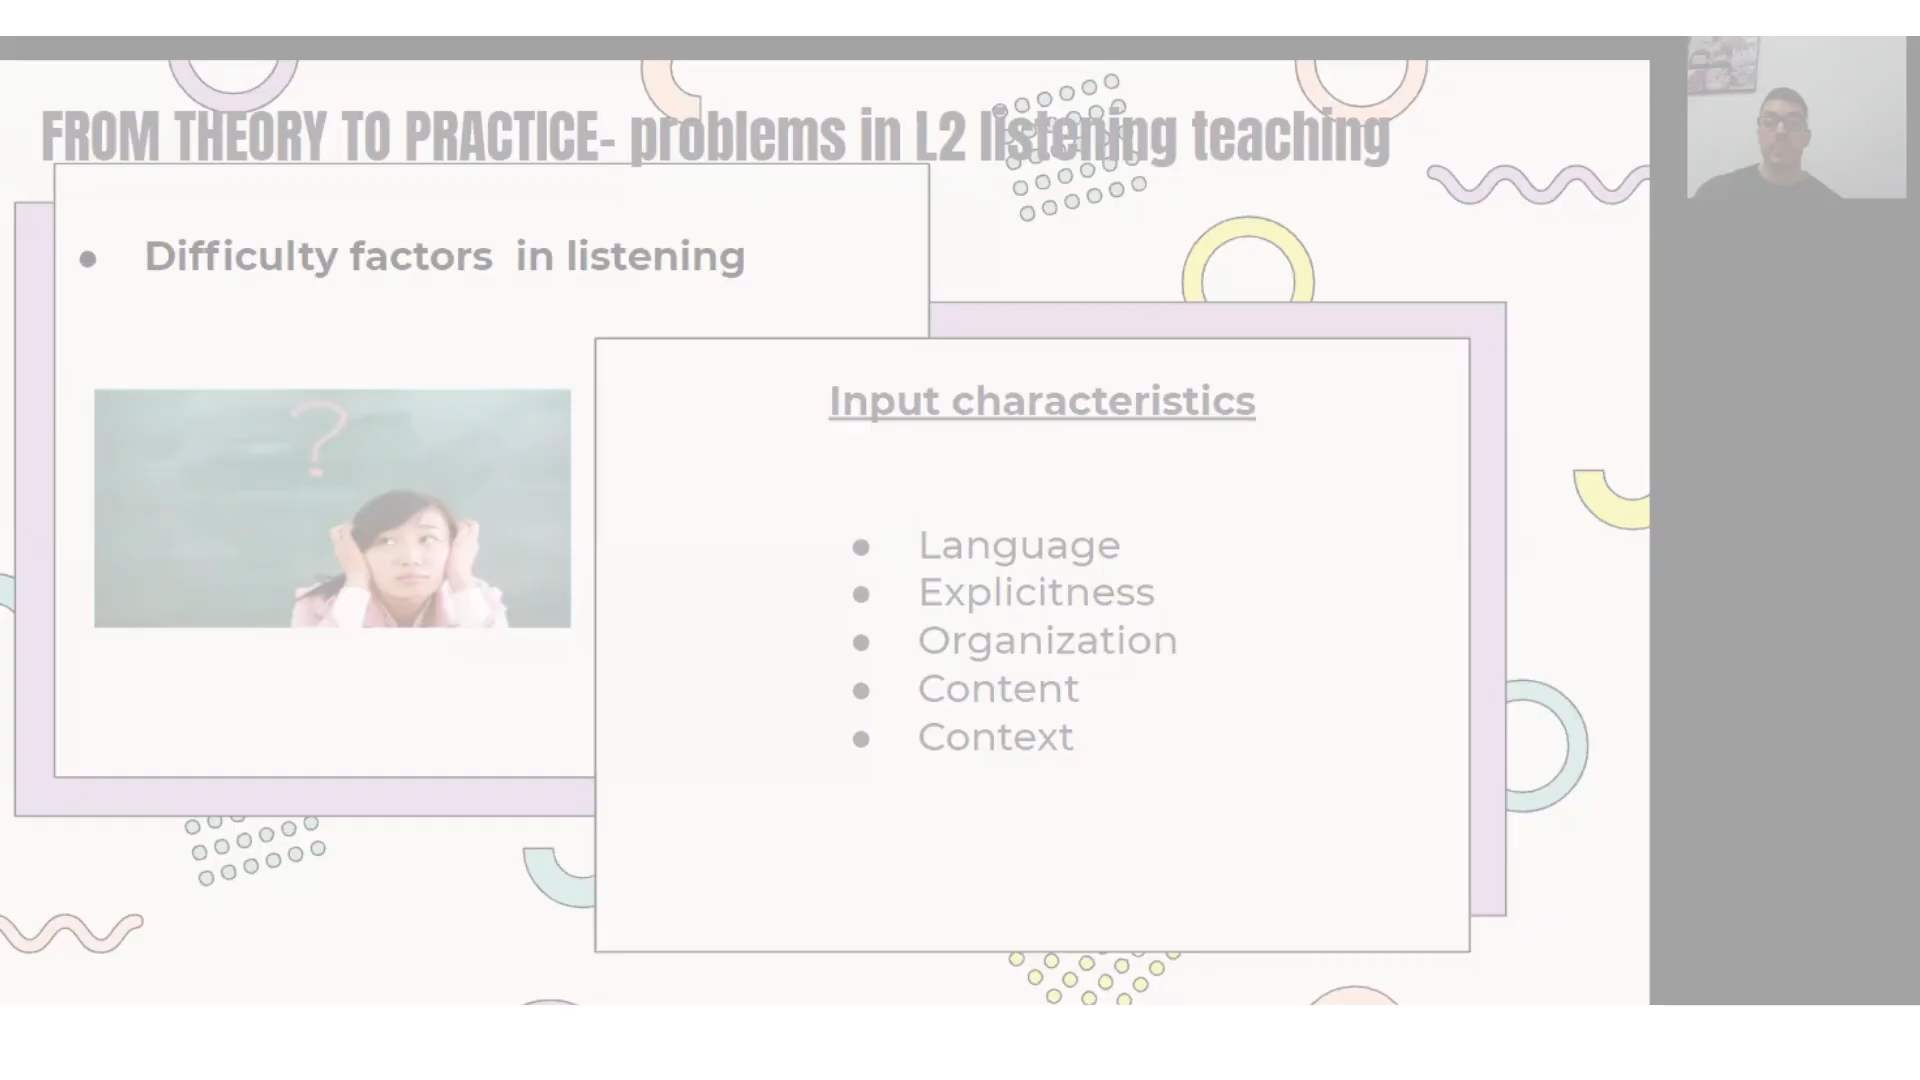 FROM THEORY TO PRACTICE- problems in L2 listening teaching
● Difficulty factors in listening
?
Input characteristics
● Language
● Explicitness
● Organization
● Content
● Context